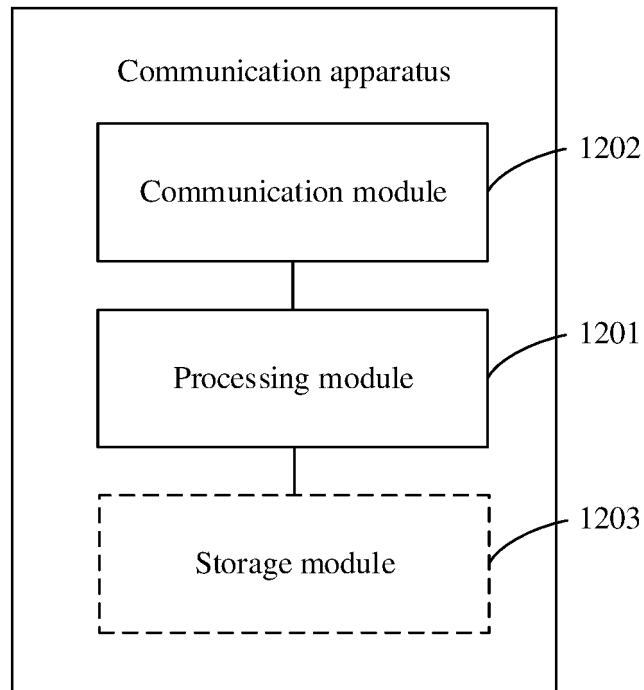 Communication apparatus
1202
Communication module
1201
Processing module
1203
Storage module